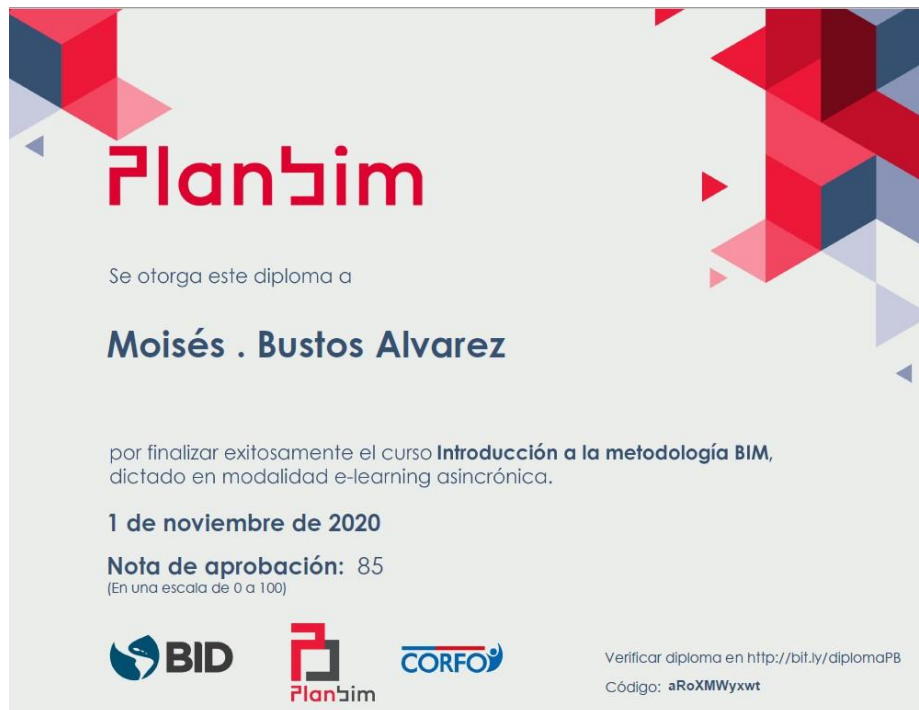 Planbim
Se otorga este diploma a
Moisés . Bustos Alvarez
por finalizar exitosamente el curso Introducción a la metodología BIM,
dictado en modalidad e-learning asincrónica.
1 de noviembre de 2020
Nota de aprobación: 85
(En una escala de 0 a 100)
BID
Planbim
CORFO
Verificar diploma en http://bit.ly/diplomaPB
Código: aRoXMWyxwt